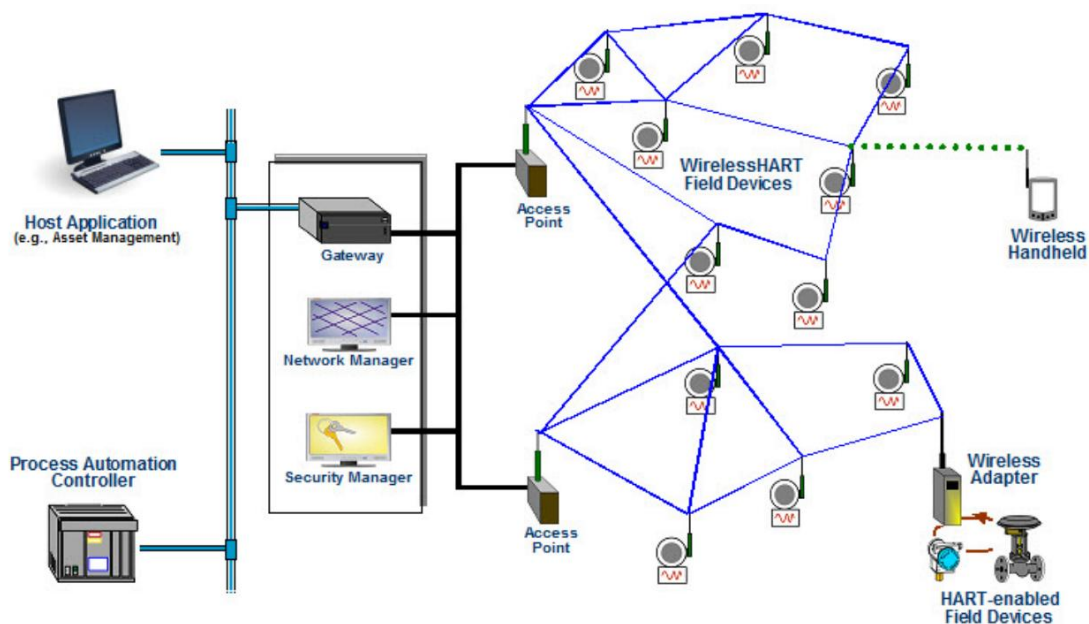 Host Application
(e.g., Asset Management)
Process Automation
Controller
Gateway
Network Manager
Security Manager
Access
Point
Access
Point
WirelessHART
Field Devices
Wireless
Handheld
Wireless
Adapter
HART-enabled
Field Devices